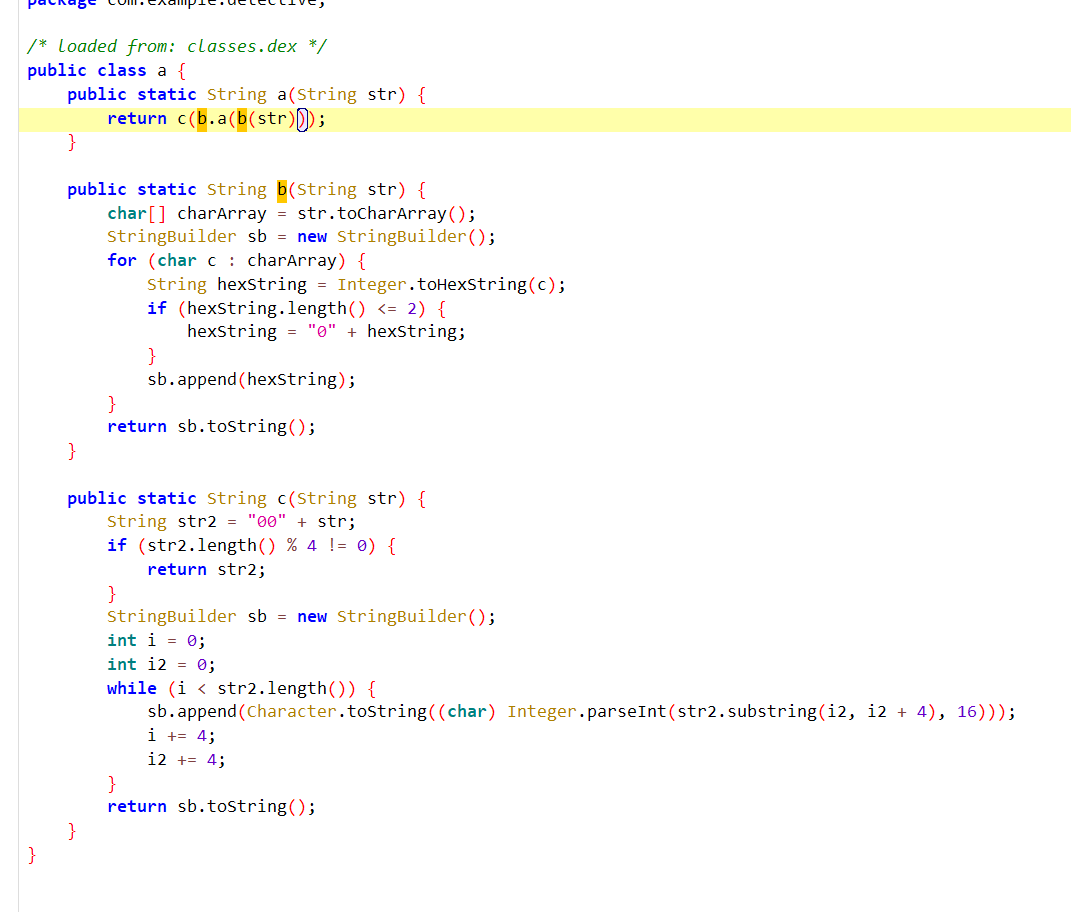 package com.example.detective;
/* loaded from: classes.dex */
public class a {
    public static String a(String str) {
        return c(b.a(b(str)));
    }
    public static String b(String str) {
        char[] charArray = str.toCharArray();
        StringBuilder sb = new StringBuilder();
        for (char c : charArray) {
            String hexString = Integer.toHexString(c);
            if (hexString.length() <= 2) {
                hexString = "0" + hexString;
            }
            sb.append(hexString);
        }
        return sb.toString();
    }
    public static String c(String str) {
        String str2 = "00" + str;
        if (str2.length() % 4 != 0) {
            return str2;
        }
        StringBuilder sb = new StringBuilder();
        int i = 0;
        int i2 = 0;
        while (i < str2.length()) {
            sb.append(Character.toString((char) Integer.parseInt(str2.substring(i2, i2 + 4), 16)));
            i += 4;
            i2 += 4;
        }
        return sb.toString();
    }
}